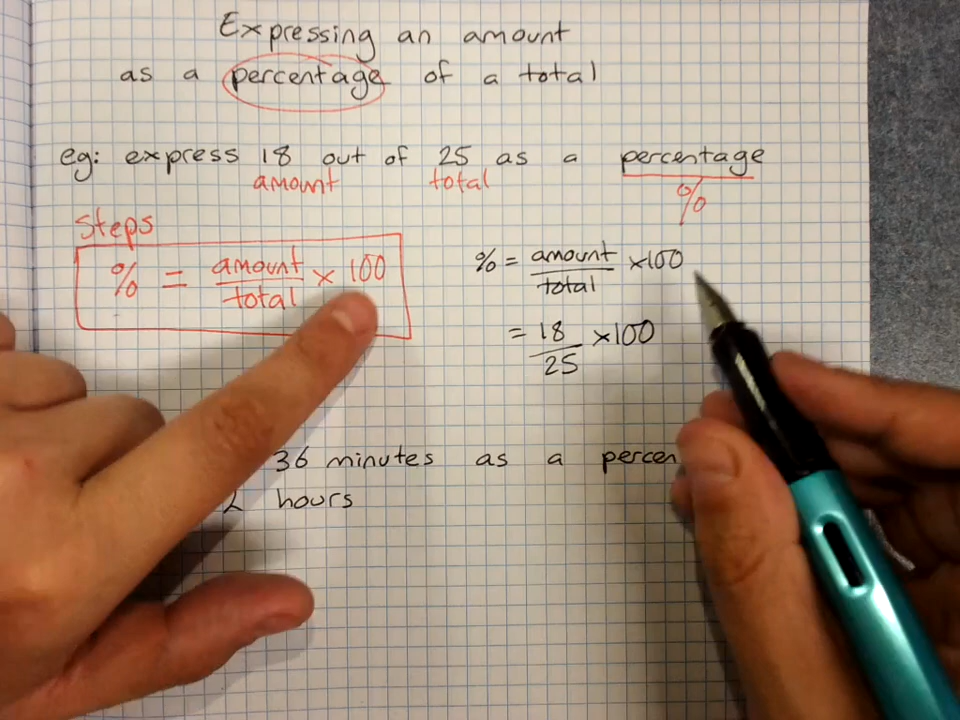 Expressing an amount
as a percentage of a total
eg: express 18 out of 25 as a percentage
amount total %
Steps
% = amount/total × 100
% = amount/total ×100
= 18/25 ×100
36 minutes as a percen
hours